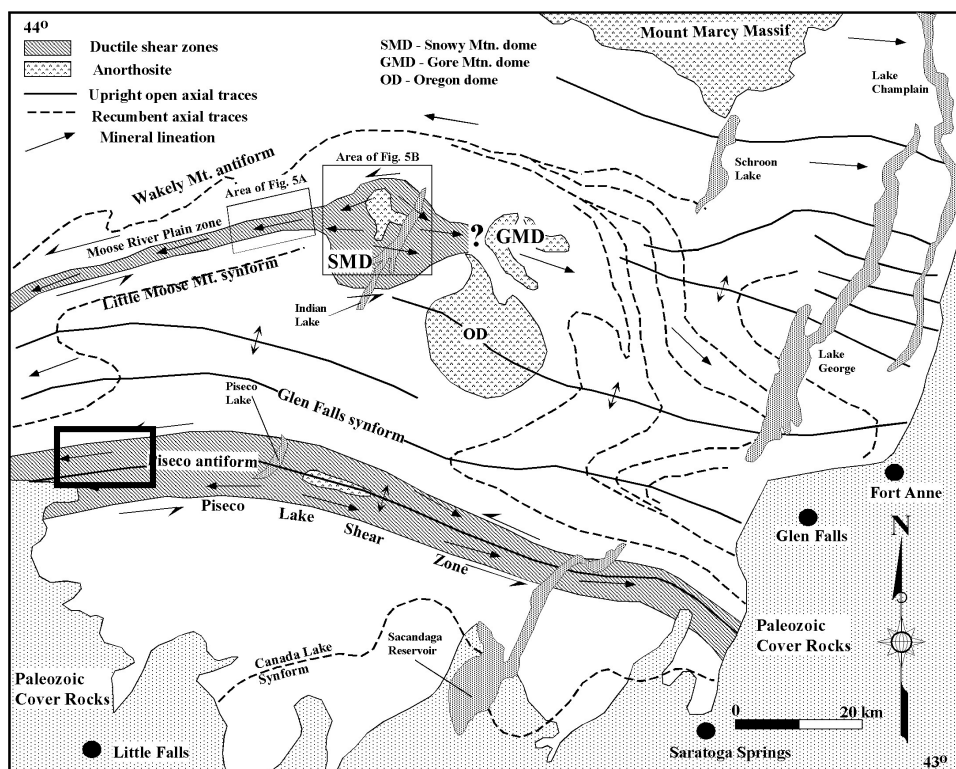 44o
Ductile shear zones
Anorthosite
Upright open axial traces
Recumbent axial traces
Mineral lineation
SMD - Snowy Mtn. dome
GMD - Gore Mtn. dome
OD - Oregon dome
Mount Marcy Massif
Lake
Champlain
Schroon
Lake
Wakely Mt. antiform
Area of Fig. 5A
Area of Fig. 5B
Moose River Plain zone
SMD
?
GMD
Little Moose Mt. synform
Indian
Lake
OD
Lake
George
Piseco
Lake
Glen Falls synform
Piseco antiform
Piseco
Lake
Shear
Zone
Fort Anne
Glen Falls
N
Canada Lake
Synform
Sacandaga
Reservoir
Paleozoic
Cover Rocks
Paleozoic
Cover Rocks
0
20 km
Little Falls
Saratoga Springs
43o